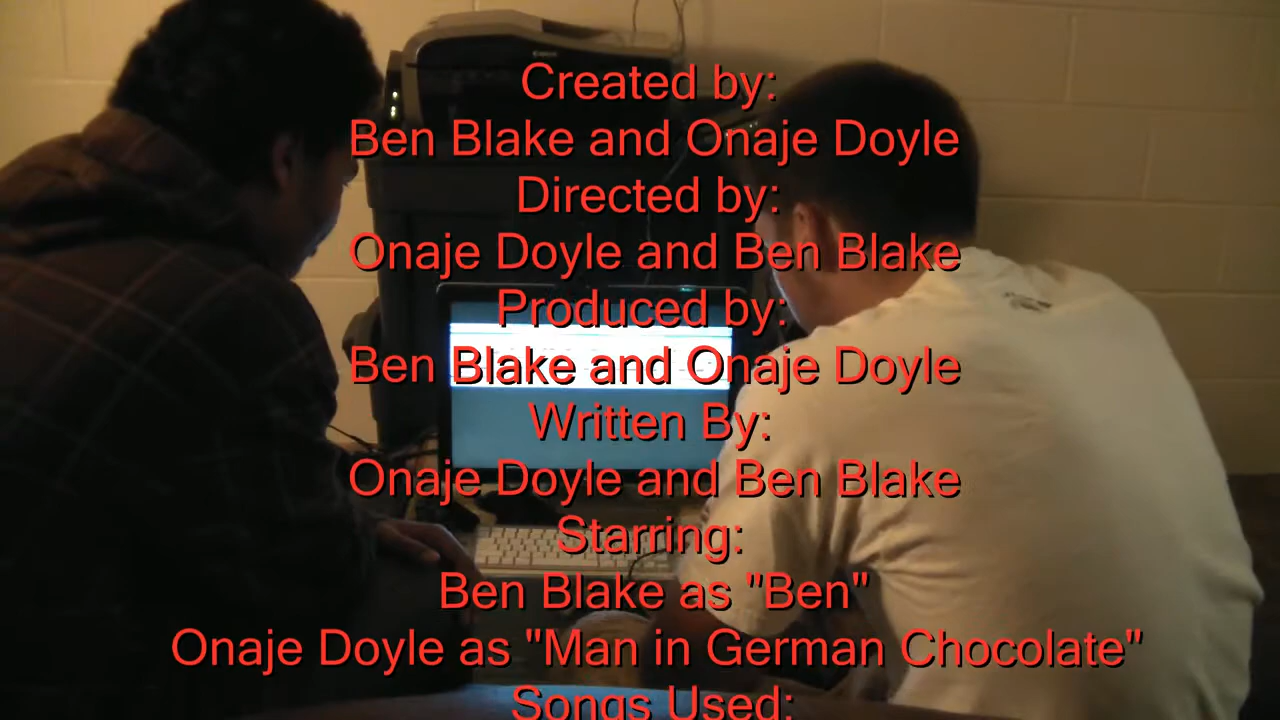 Created by:
Ben Blake and Onaje Doyle
Directed by:
Onaje Doyle and Ben Blake
Produced by:
Ben Blake and Onaje Doyle
Written By:
Onaje Doyle and Ben Blake
Starring:
Ben Blake as "Ben"
Onaje Doyle as "Man in German Chocolate"
Songs Used: